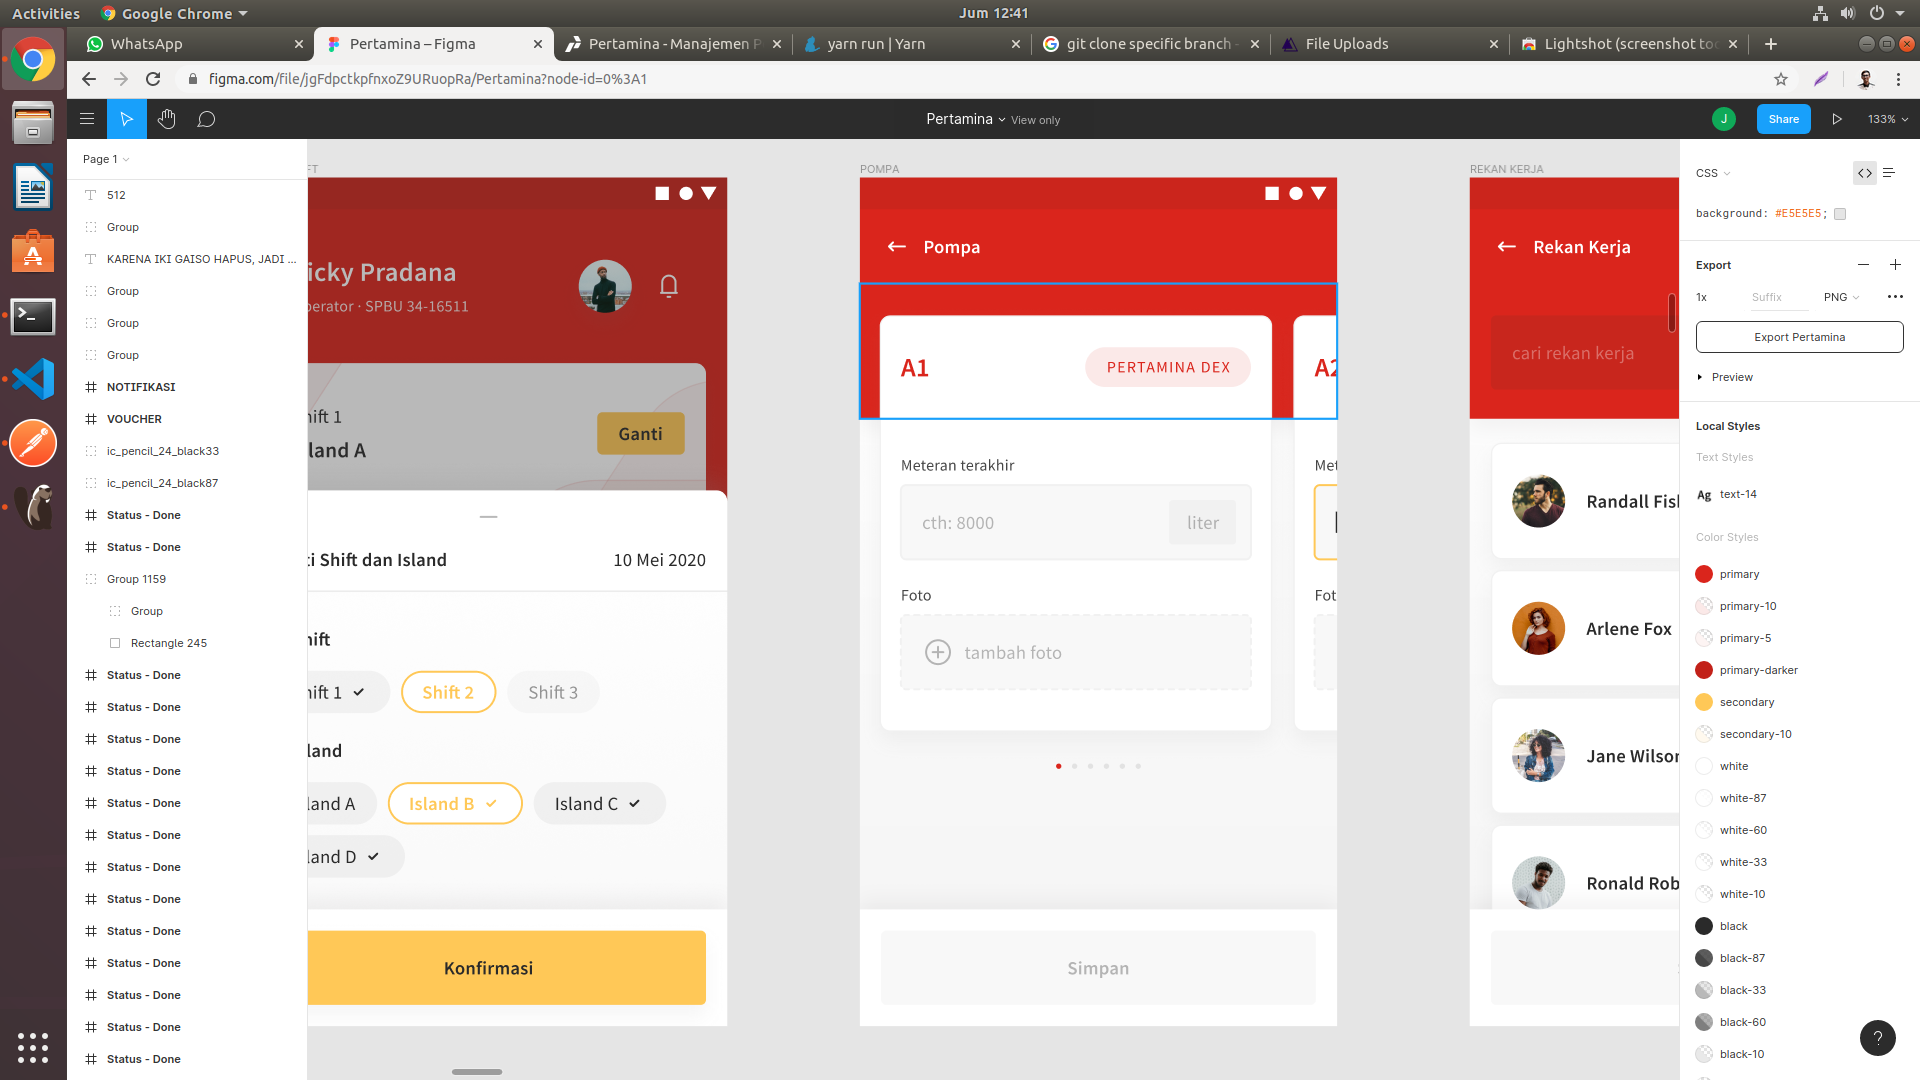 Activities
Google Chrome
Jum 12:41
WhatsApp
Pertamina – Figma
Pertamina - Manajemen P
yarn run | Yarn
git clone specific branch -
File Uploads
Lightshot (screenshot too
figma.com/file/jgFdpctkpfnxoZ9URuopRa/Pertamina?node-id=0%3A1
Pertamina
View only
J
Share
133%
Page 1
512
Group
KARENA IKI GAISO HAPUS, JADI ...
Group
Group
Group
NOTIFIKASI
VOUCHER
ic_pencil_24_black33
ic_pencil_24_black87
Status - Done
Status - Done
Group 1159
Group
Rectangle 245
Status - Done
Status - Done
Status - Done
Status - Done
Status - Done
Status - Done
Status - Done
Status - Done
Status - Done
Status - Done
Status - Done
Status - Done
Status - Done
FT
icky Pradana
perator · SPBU 34-16511
hift 1
land A
Ganti
ti Shift dan Island
10 Mei 2020
hift
hift 1
Shift 2
Shift 3
land
land A
Island B
Island C
land D
Konfirmasi
POMPA
Pompa
A1
PERTAMINA DEX
A2
Meteran terakhir
Met
cth: 8000
liter
Foto
Fot
tambah foto
Simpan
REKAN KERJA
Rekan Kerja
cari rekan kerja
Randall Fish
Arlene Fox
Jane Wilson
Ronald Rob
CSS
background: #E5E5E5;
Export
1x
Suffix
PNG
Export Pertamina
Preview
Local Styles
Text Styles
Ag
text-14
Color Styles
primary
primary-10
primary-5
primary-darker
secondary
secondary-10
white
white-87
white-60
white-33
white-10
black
black-87
black-33
black-60
black-10
?